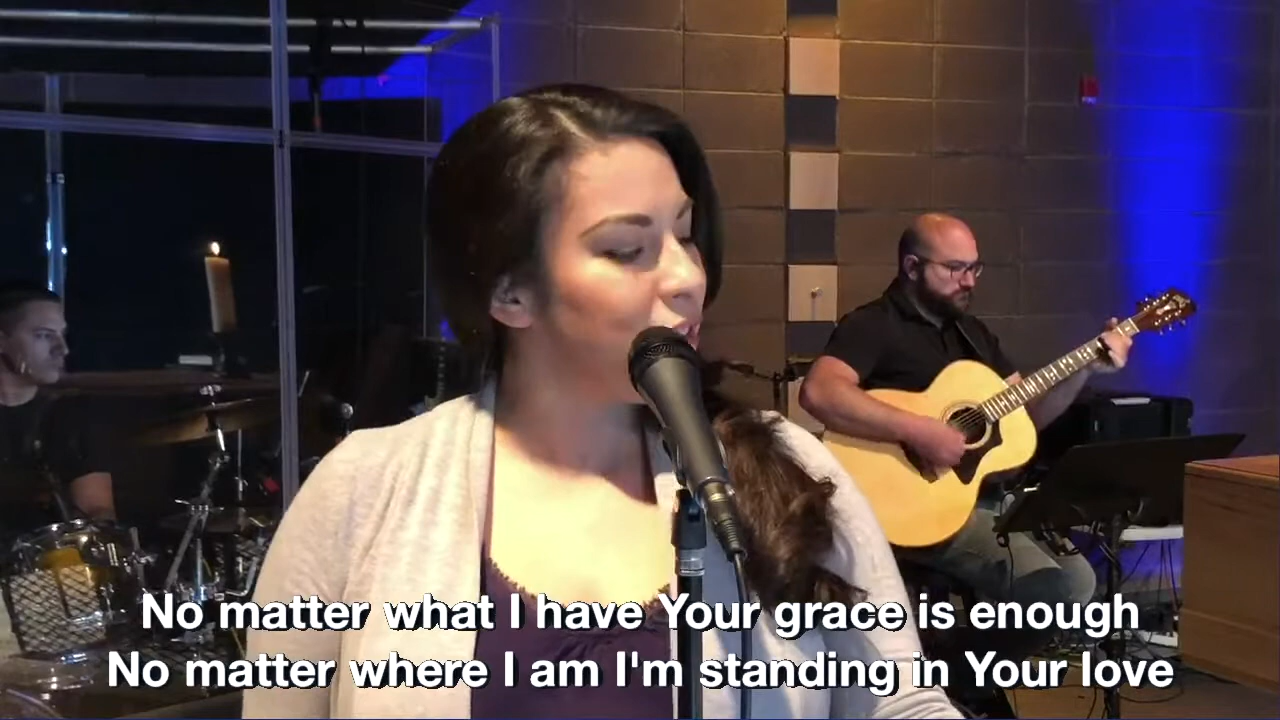 No matter what I have Your grace is enough
No matter where I am I'm standing in Your love